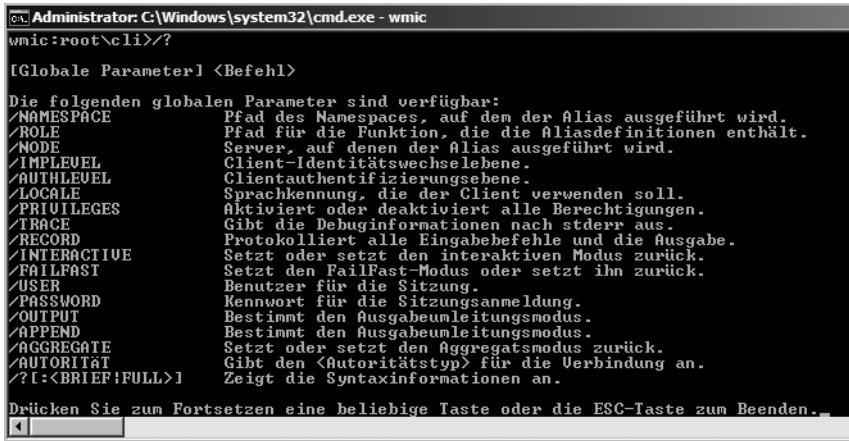 Administrator: C:\Windows\system32\cmd.exe - wmic
wmic:root\cli>/?
[Globale Parameter] <Befehl>
Die folgenden globalen Parameter sind verfügbar:
/NAMESPACE Pfad des Namespaces, auf dem der Alias ausgeführt wird.
/ROLE Pfad für die Funktion, die die Aliasdefinitionen enthält.
/NODE Server, auf denen der Alias ausgeführt wird.
/IMPLEVEL Client-Identitätswechselebene.
/AUTHLEVEL Clientauthentifizierungsebene.
/LOCALE Sprachkennung, die der Client verwenden soll.
/PRIVILEGES Aktiviert oder deaktiviert alle Berechtigungen.
/TRACE Gibt die Debuginformationen nach stderr aus.
/RECORD Protokolliert alle Eingabebefehle und die Ausgabe.
/INTERACTIVE Setzt oder setzt den interaktiven Modus zurück.
/FAILFAST Setzt den FailFast-Modus oder setzt ihn zurück.
/USER Benutzer für die Sitzung.
/PASSWORD Kennwort für die Sitzungsanmeldung.
/OUTPUT Bestimmt den Ausgabeumleitungsmodus.
/APPEND Bestimmt den Ausgabeumleitungsmodus.
/AGGREGATE Setzt oder setzt den Aggregatsmodus zurück.
/AUTORITäT Gibt den <Autoritätstyp> für die Verbindung an.
/?[:<BRIEF|FULL>] Zeigt die Syntaxinformationen an.
Drücken Sie zum Fortsetzen eine beliebige Taste oder die ESC-Taste zum Beenden._